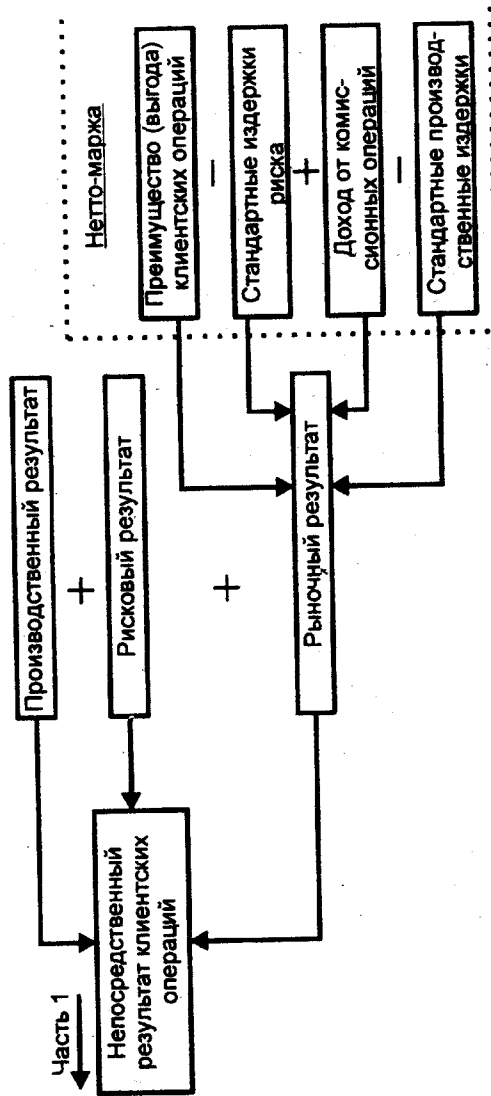 Часть 1
Непосредственный
результат клиентских
операций
Производственный результат
+
Рисковый результат
+
Рыночный результат
Нетто-маржа
Преимущество (выгода)
клиентских операций
−
Стандартные издержки
риска
+
Доход от комис-
сионных операций
−
Стандартные производ-
ственные издержки